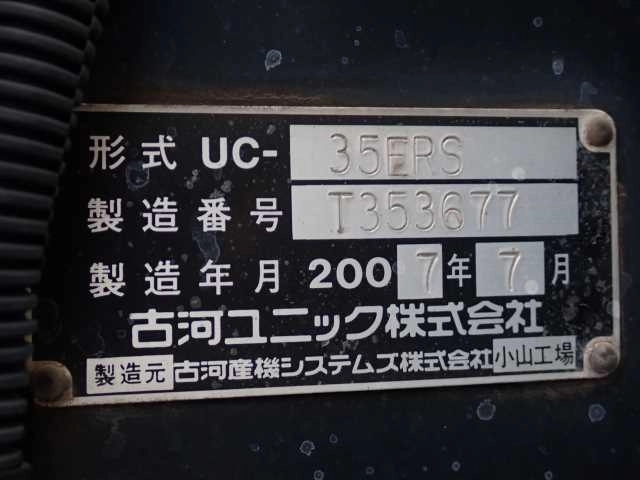 形式 UC-35ERS
製造番号 T353677
製造年月 2007年7月
古河ユニック株式会社
製造元 古河産機システムズ株式会社 小山工場